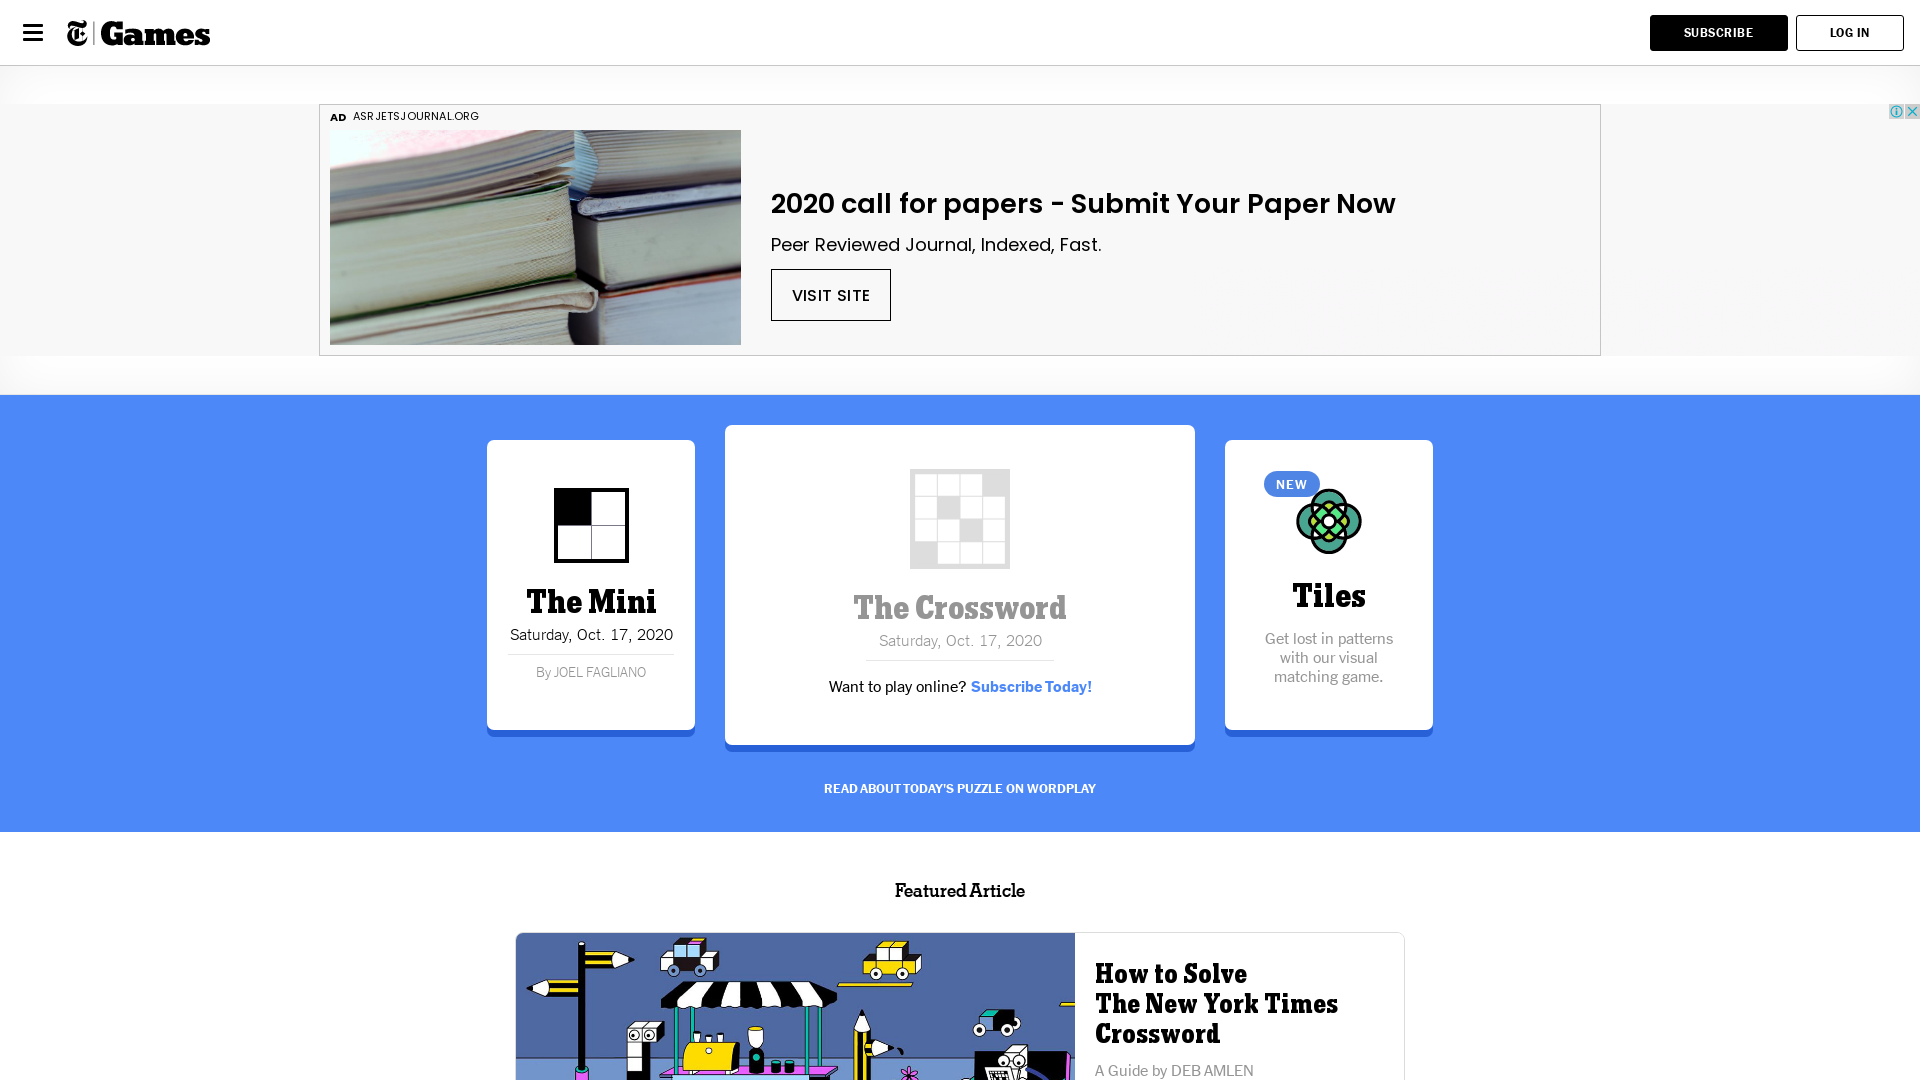 Games
SUBSCRIBE
LOG IN
AD ASRJETSJOURNAL.ORG
2020 call for papers - Submit Your Paper Now
Peer Reviewed Journal, Indexed, Fast.
VISIT SITE
The Mini
Saturday, Oct. 17, 2020
By JOEL FAGLIANO
The Crossword
Saturday, Oct. 17, 2020
Want to play online? Subscribe Today!
NEW
Tiles
Get lost in patterns
with our visual
matching game.
READ ABOUT TODAY'S PUZZLE ON WORDPLAY
Featured Article
How to Solve
The New York Times
Crossword
A Guide by DEB AMLEN